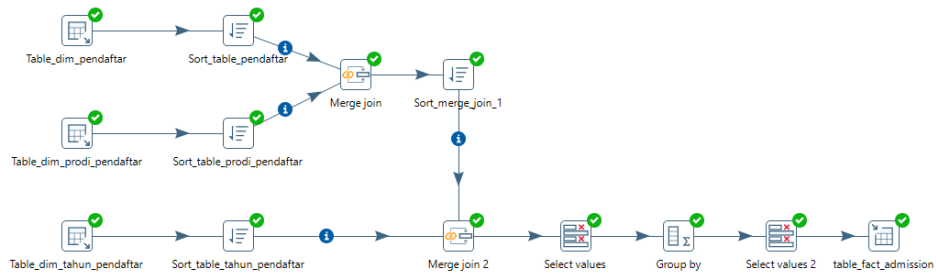 Table_dim_pendaftar
Sort_table_pendaftar
Merge join
Sort_merge_join_1
Table_dim_prodi_pendaftar
Sort_table_prodi_pendaftar
Table_dim_tahun_pendaftar
Sort_table_tahun_pendaftar
Merge join 2
Select values
Group by
Select values 2
table_fact_admission